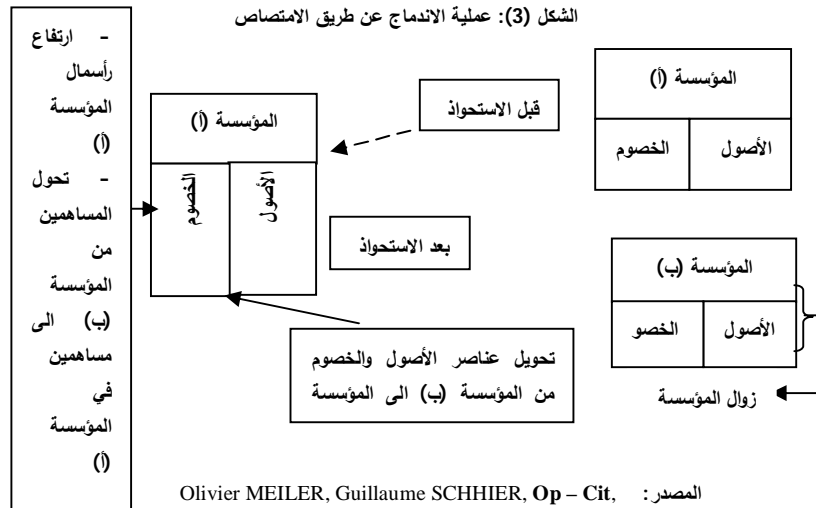 الشكل (3): عملية الاندماج عن طريق الامتصاص
المؤسسة (أ)
الأصول
الخصوم
المؤسسة (ب)
الأصول
الخصو
زوال المؤسسة
قبل الاستحواذ
بعد الاستحواذ
تحويل عناصر الأصول والخصوم
من المؤسسة (ب) الى المؤسسة
المؤسسة (أ)
الأصول
الخصوم
- ارتفاع
رأسمال
المؤسسة
(أ)
- تحول
المساهمين
من
المؤسسة
(ب) الى
مساهمين
في
المؤسسة
(أ)
المصدر: Olivier MEILER, Guillaume SCHHIER, Op – Cit,